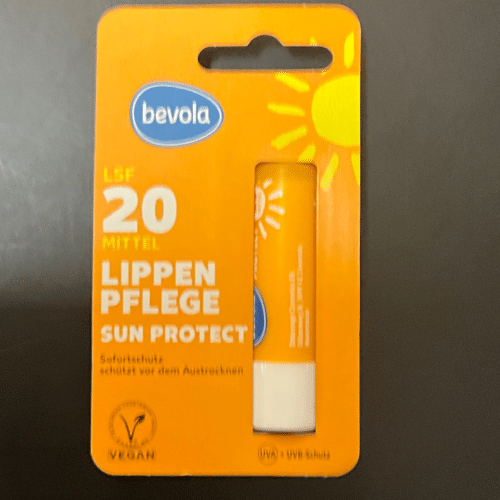 bevola
LSF
20
MITTEL
LIPPEN
PFLEGE
SUN PROTECT
Sofortschutz
schützt vor dem Austrocknen
VEGAN
UVA + UVB-Schutz